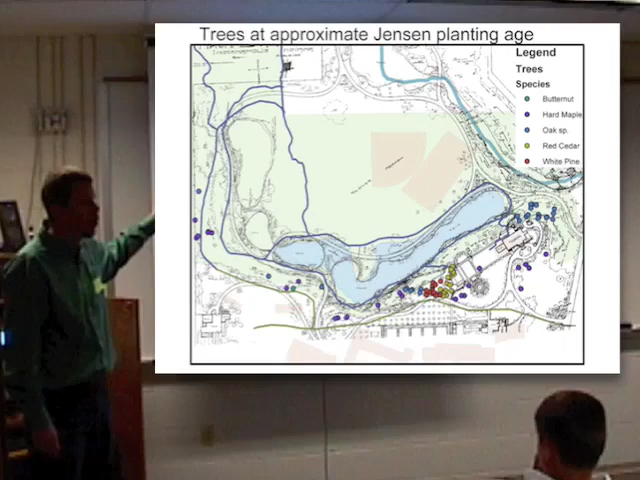 Trees at approximate Jensen planting age
Legend
Trees
Species
Butternut
Hard Maple
Oak sp.
Red Cedar
White Pine